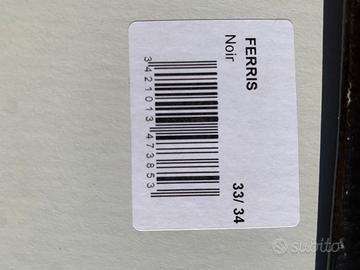 FERRIS
Noir
33/ 34
3421013473853
subito